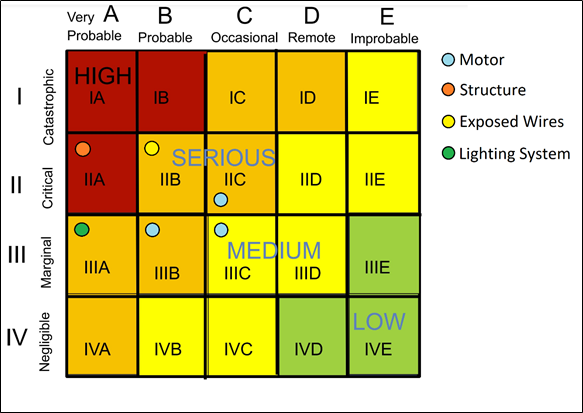 Very A B C D E
Probable Probable Occasional Remote Improbable
I Catastrophic HIGH
IA IB IC ID IE
Motor
Structure
Exposed Wires
Lighting System
II Critical SERIOUS
IIA IIB IIC IID IIE
III Marginal MEDIUM
IIIA IIIB IIIC IIID IIIE
IV Negligible LOW
IVA IVB IVC IVD IVE